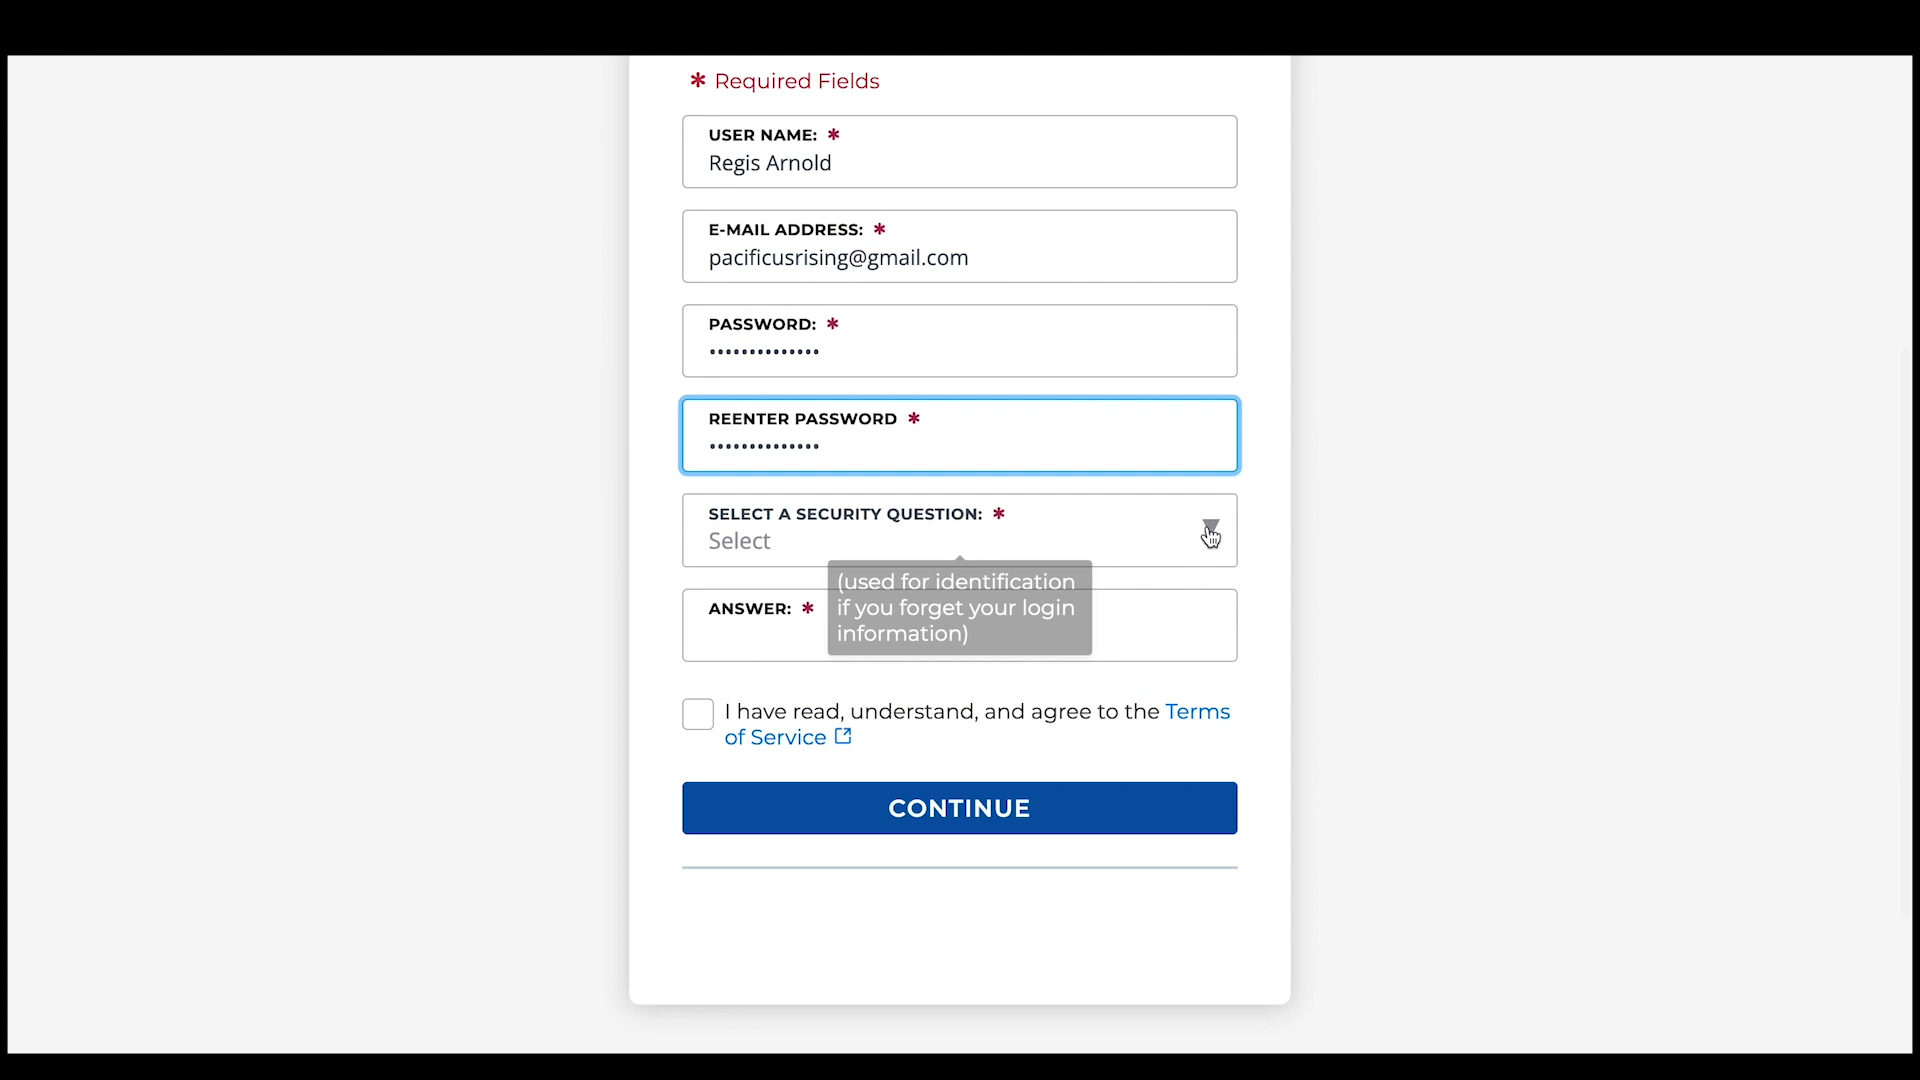 * Required Fields
USER NAME: *
Regis Arnold
E-MAIL ADDRESS: *
pacificusrising@gmail.com
PASSWORD: *
••••••••••••••
REENTER PASSWORD *
••••••••••••••
SELECT A SECURITY QUESTION: *
Select
(used for identification
if you forget your login
information)
ANSWER: *
I have read, understand, and agree to the Terms
of Service
CONTINUE